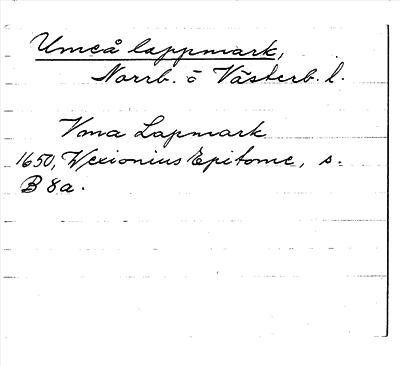 Umeå lappmark,
Norrb. o Västerb. l.
Vma Lapmark
1650, Wexionius Epitome, s.
B 8a.